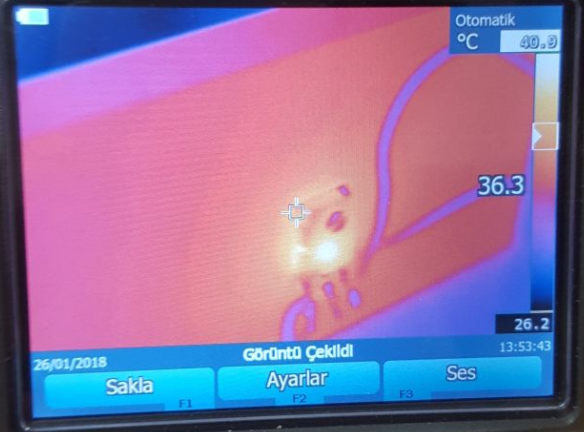 Otomatik
°C 40.9
36.3
26.2
26/01/2018 Görüntü Çekildi 13:53:43
Sakla Ayarlar Ses
F1 F2 F3